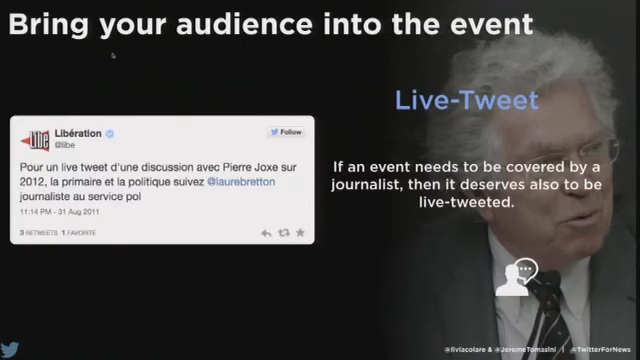 Bring your audience into the event
Live-Tweet
LIBÉ
Libération
@libe
Follow
Pour un live tweet d'une discussion avec Pierre Joxe sur
2012, la primaire et la politique suivez @laurebretton
journaliste au service pol
11:14 PM - 31 Aug 2011
3 RETWEETS 1 FAVORITE
If an event needs to be covered by a
journalist, then it deserves also to be
live-tweeted.
@liviacolare & @JeromeTomasini | @TwitterForNews